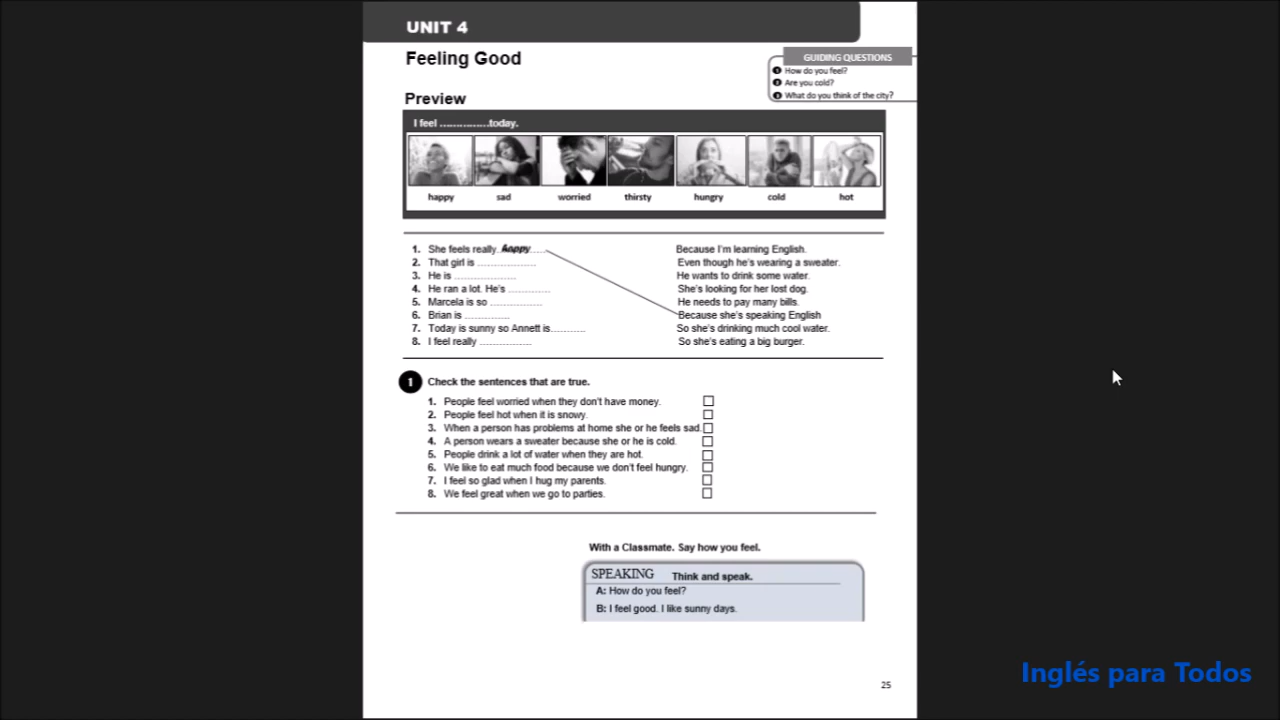 UNIT 4
Feeling Good
GUIDING QUESTIONS
1 How do you feel?
2 Are you cold?
3 What do you think of the city?
Preview
I feel ...............today.
happy sad worried thirsty hungry cold hot
1. She feels really..happy.....
2. That girl is ....................
3. He is .....................
4. He ran a lot. He's ...............
5. Marcela is so ..................
6. Brian is ................
7. Today is sunny so Annett is............
8. I feel really ..................
Because I'm learning English.
Even though he's wearing a sweater.
He wants to drink some water.
She's looking for her lost dog.
He needs to pay many bills.
Because she's speaking English
So she's drinking much cool water.
So she's eating a big burger.
1 Check the sentences that are true.
1. People feel worried when they don't have money.
2. People feel hot when it is snowy.
3. When a person has problems at home she or he feels sad.
4. A person wears a sweater because she or he is cold.
5. People drink a lot of water when they are hot.
6. We like to eat much food because we don't feel hungry.
7. I feel so glad when I hug my parents.
8. We feel great when we go to parties.
With a Classmate. Say how you feel.
SPEAKING Think and speak.
A: How do you feel?
B: I feel good. I like sunny days.
Inglés para Todos
25